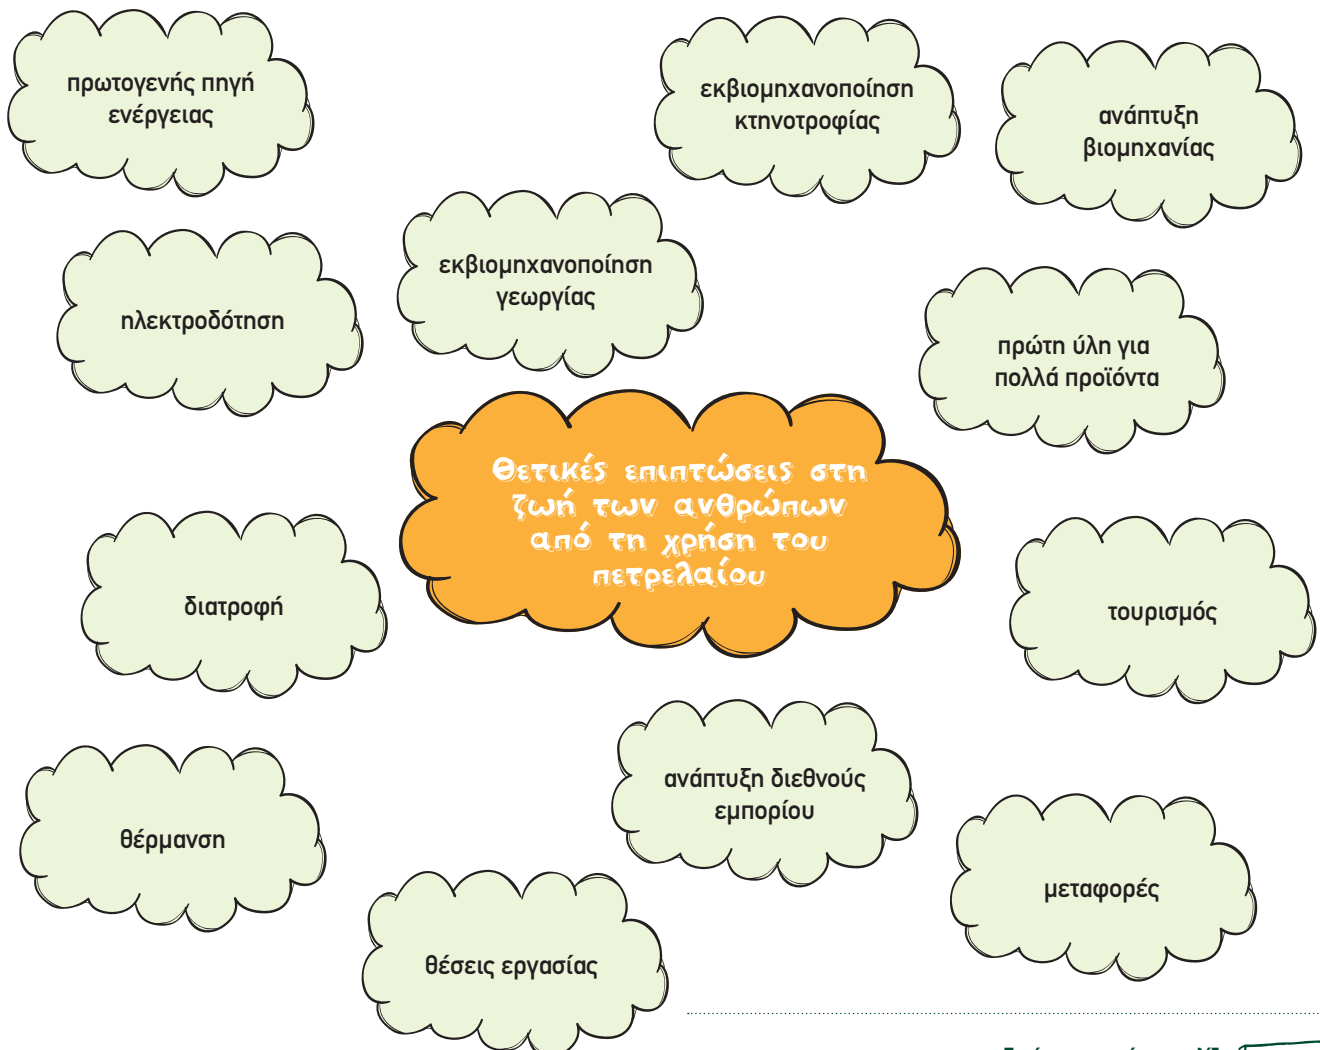 πρωτογενής πηγή
ενέργειας
εκβιομηχανοποίηση
κτηνοτροφίας
ανάπτυξη
βιομηχανίας
ηλεκτροδότηση
εκβιομηχανοποίηση
γεωργίας
πρώτη ύλη για
πολλά προϊόντα
Θετικές επιπτώσεις στη
ζωή των ανθρώπων
από τη χρήση του
πετρελαίου
διατροφή
τουρισμός
θέρμανση
ανάπτυξη διεθνούς
εμπορίου
μεταφορές
θέσεις εργασίας